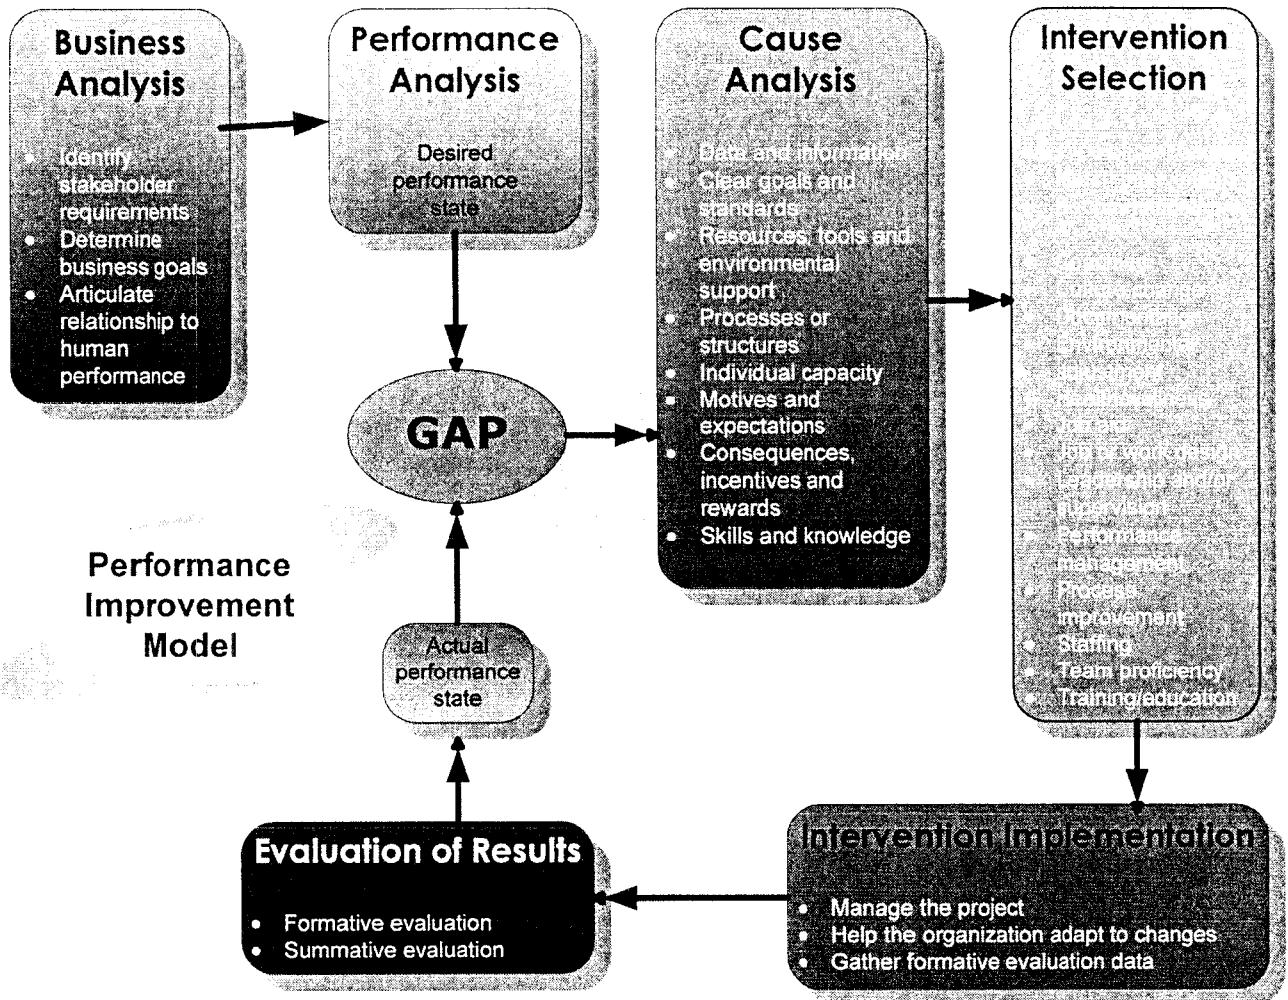 Business
Analysis
• Identify
stakeholder
requirements
• Determine
business goals
• Articulate
relationship to
human
performance
Performance
Analysis
Desired
performance
state
GAP
Actual
performance
state
Cause
Analysis
• Data and information
• Clear goals and
standards
• Resources, tools and
environmental
support
• Processes or
structures
• Individual capacity
• Motives and
expectations
• Consequences,
incentives and
rewards
• Skills and knowledge
Intervention
Selection
• Job or work design
• Leadership and/or
supervision
• Performance
management
• Process
improvement
• Staffing
• Team proficiency
• Training/education
Performance
Improvement
Model
Intervention Implementation
• Manage the project
• Help the organization adapt to changes
• Gather formative evaluation data
Evaluation of Results
• Formative evaluation
• Summative evaluation